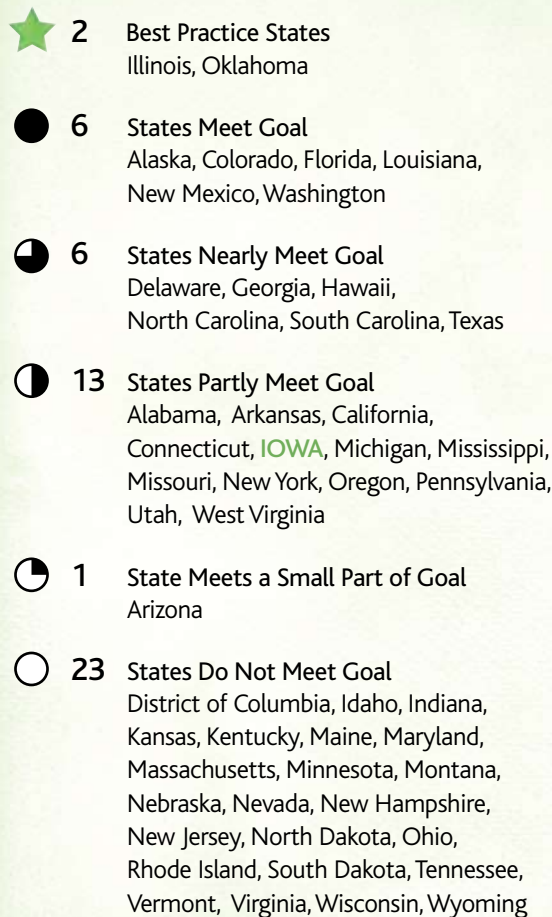 2 Best Practice States
Illinois, Oklahoma
6 States Meet Goal
Alaska, Colorado, Florida, Louisiana,
New Mexico, Washington
6 States Nearly Meet Goal
Delaware, Georgia, Hawaii,
North Carolina, South Carolina, Texas
13 States Partly Meet Goal
Alabama, Arkansas, California,
Connecticut, IOWA, Michigan, Mississippi,
Missouri, New York, Oregon, Pennsylvania,
Utah, West Virginia
1 State Meets a Small Part of Goal
Arizona
23 States Do Not Meet Goal
District of Columbia, Idaho, Indiana,
Kansas, Kentucky, Maine, Maryland,
Massachusetts, Minnesota, Montana,
Nebraska, Nevada, New Hampshire,
New Jersey, North Dakota, Ohio,
Rhode Island, South Dakota, Tennessee,
Vermont, Virginia, Wisconsin, Wyoming